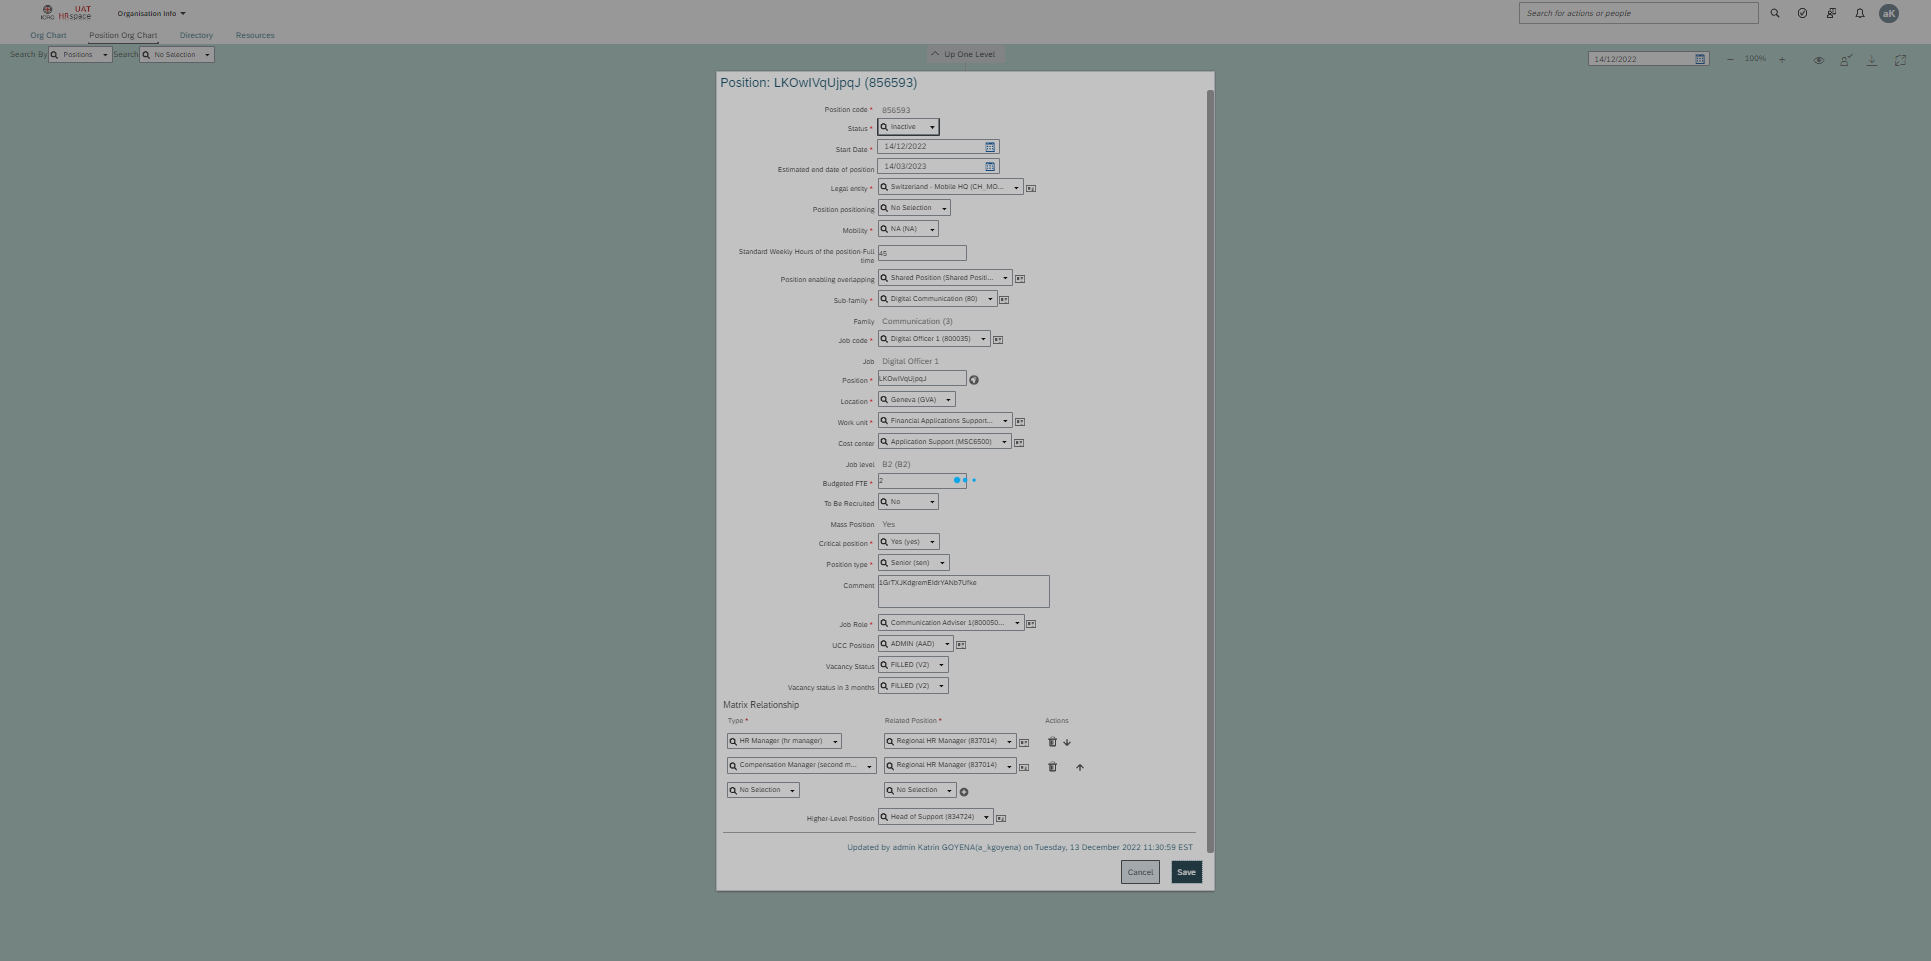 ICRC UAT HRspace Organisation Info Search for actions or people aK
Org Chart Position Org Chart Directory Resources
Search By Positions Search No Selection Up One Level 14/12/2022 100%
Position: LKOwIVqUjpqJ (856593)
Position code * 856593
Status * Inactive
Start Date * 14/12/2022
Estimated end date of position 14/03/2023
Legal entity * Switzerland - Mobile HQ (CH_MO...
Position positioning No Selection
Mobility * NA (NA)
Standard Weekly Hours of the position-Full
time 45
Position enabling overlapping Shared Position (Shared Positi...
Sub-family * Digital Communication (80)
Family Communication (3)
Job code * Digital Officer 1 (800035)
Job Digital Officer 1
Position * LKOwIVqUjpqJ
Location * Geneva (GVA)
Work unit * Financial Applications Support...
Cost center Application Support (MSC6500)
Job level B2 (B2)
Budgeted FTE * 2
To Be Recruited No
Mass Position Yes
Critical position * Yes (yes)
Position type * Senior (sen)
Comment 1GrTXJKdgremEIdrYANb7Ufke
Job Role * Communication Adviser 1(800050...
UCC Position ADMIN (AAD)
Vacancy Status FILLED (V2)
Vacancy status in 3 months FILLED (V2)
Matrix Relationship
Type * Related Position * Actions
HR Manager (hr manager) Regional HR Manager (837014)
Compensation Manager (second m... Regional HR Manager (837014)
No Selection No Selection
Higher-Level Position Head of Support (834724)
Updated by admin Katrin GOYENA(a_kgoyena) on Tuesday, 13 December 2022 11:30:59 EST
Cancel Save